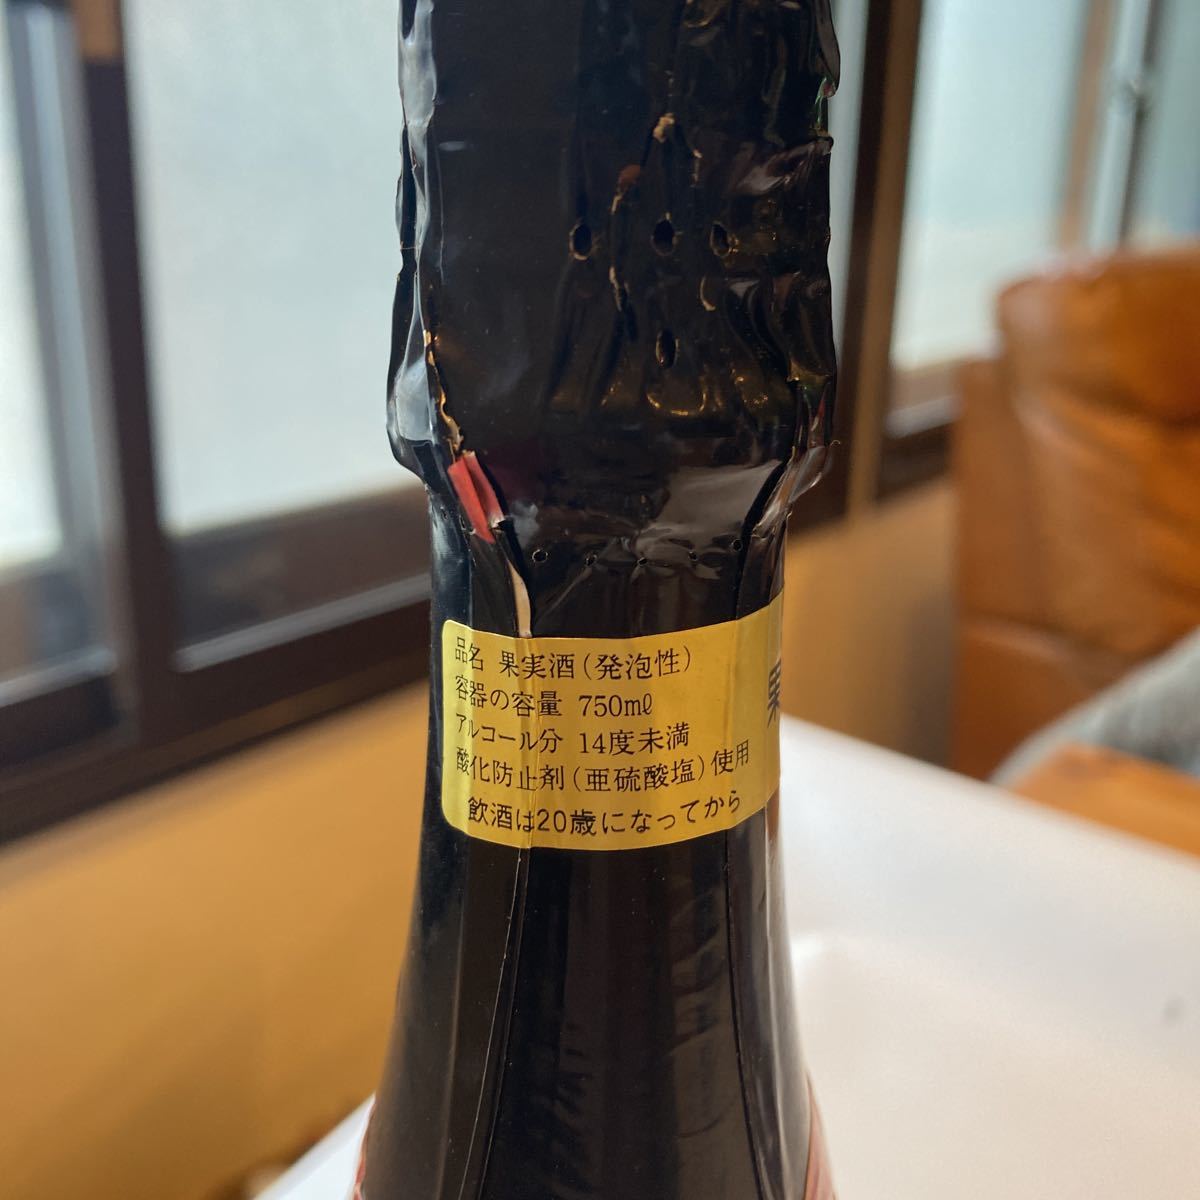 品名 果実酒(発泡性)
容器の容量 750ml
アルコール分 14度未満
酸化防止剤(亜硫酸塩)使用
飲酒は20歳になってから
果